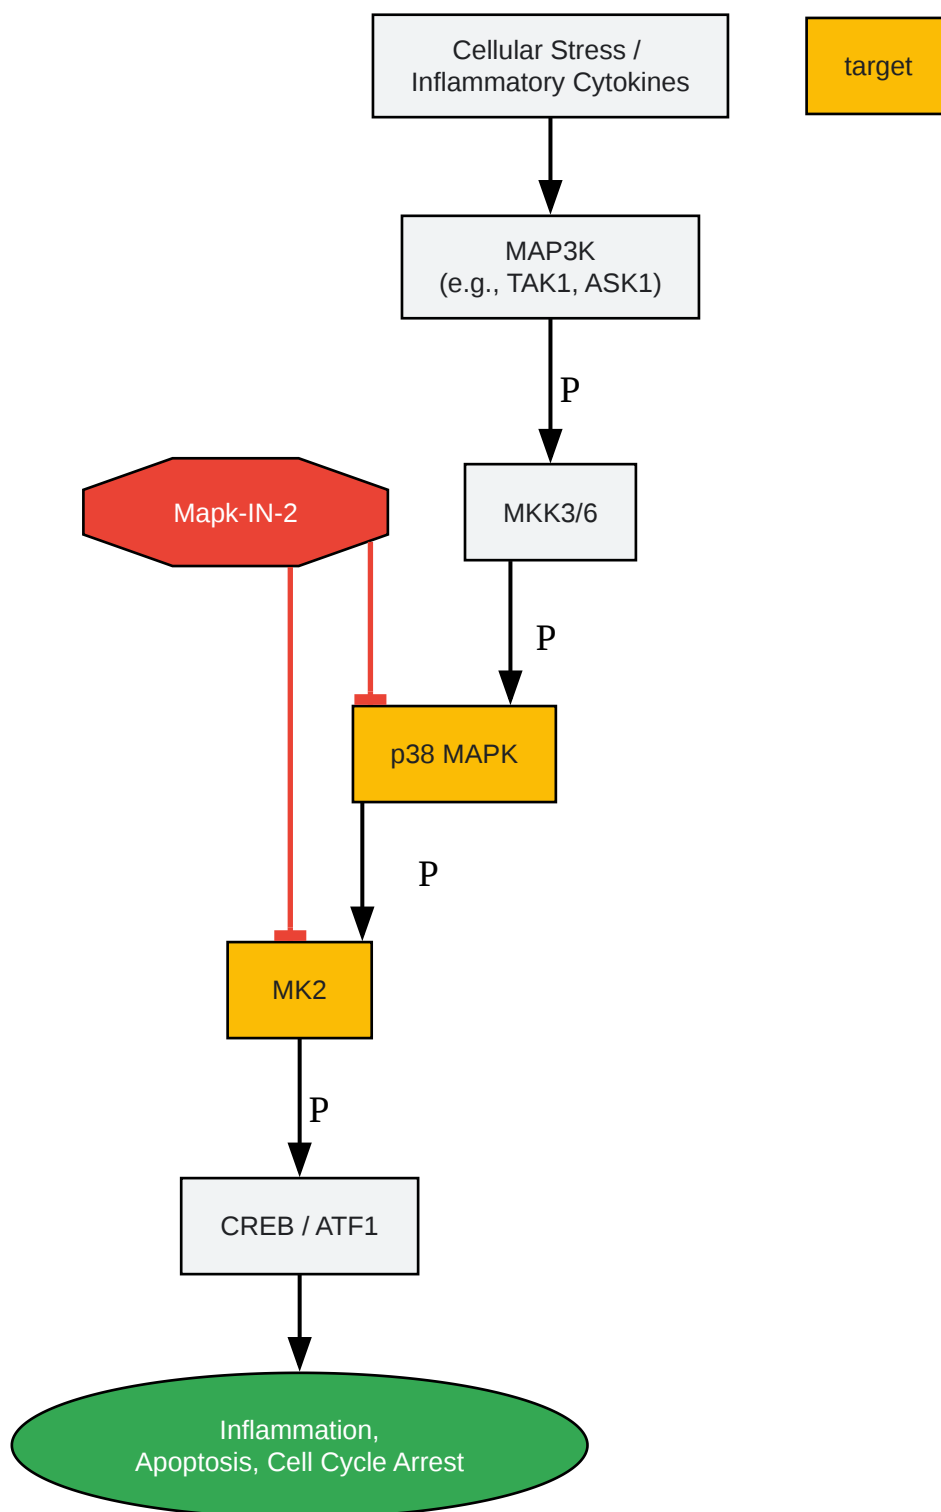 Cellular Stress /
Inflammatory Cytokines
target
MAP3K
(e.g., TAK1, ASK1)
P
Mapk-IN-2
MKK3/6
P
p38 MAPK
P
MK2
P
CREB / ATF1
Inflammation,
Apoptosis, Cell Cycle Arrest